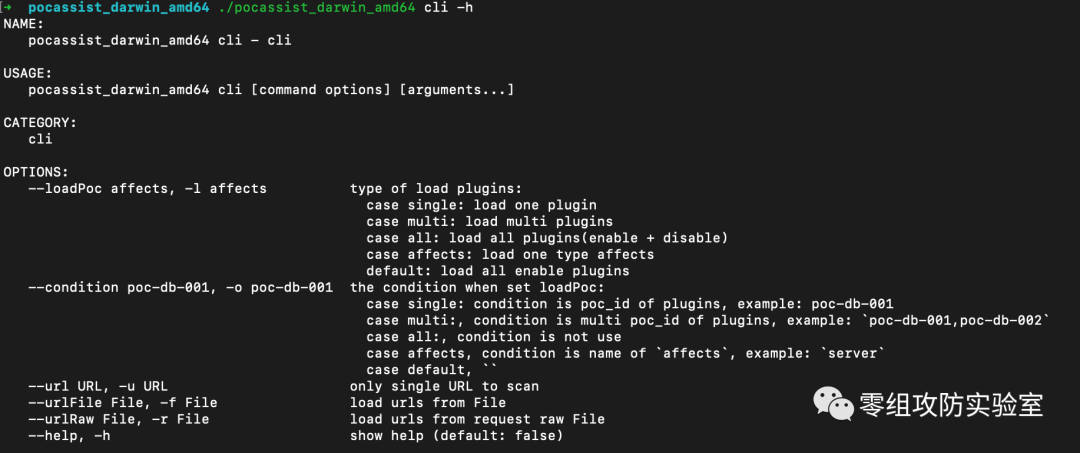 [➜  pocassist_darwin_amd64 ./pocassist_darwin_amd64 cli -h
NAME:
   pocassist_darwin_amd64 cli - cli
USAGE:
   pocassist_darwin_amd64 cli [command options] [arguments...]
CATEGORY:
   cli
OPTIONS:
   --loadPoc affects, -l affects          type of load plugins:
                                            case single: load one plugin
                                            case multi: load multi plugins
                                            case all: load all plugins(enable + disable)
                                            case affects: load one type affects
                                            default: load all enable plugins
   --condition poc-db-001, -o poc-db-001  the condition when set loadPoc:
                                            case single: condition is poc_id of plugins, example: poc-db-001
                                            case multi:, condition is multi poc_id of plugins, example: `poc-db-001,poc-db-002`
                                            case all:, condition is not use
                                            case affects, condition is name of `affects`, example: `server`
                                            case default, ``
   --url URL, -u URL                      only single URL to scan
   --urlFile File, -f File                load urls from File
   --urlRaw File, -r File                 load urls from request raw File
   --help, -h                             show help (default: false)
零组攻防实验室